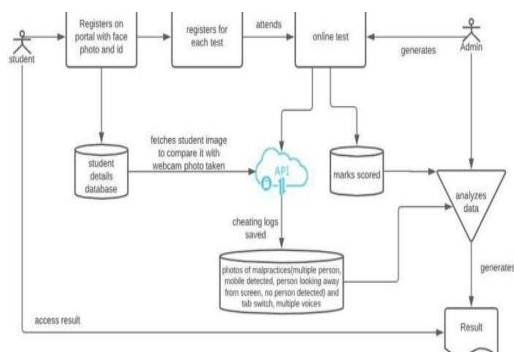 Registers on
portal with face
photo and id
registers for
each test
attends
online test
generates
Admin
student
student
details
database
fetches student image
to compare it with
webcam photo taken
API
marks scored
analyzes
data
cheating logs
saved
photos of malpractices(multiple person,
mobile detected, person looking away
from screen, no person detected) and
tab switch, multiple voices
generates
access result
Result